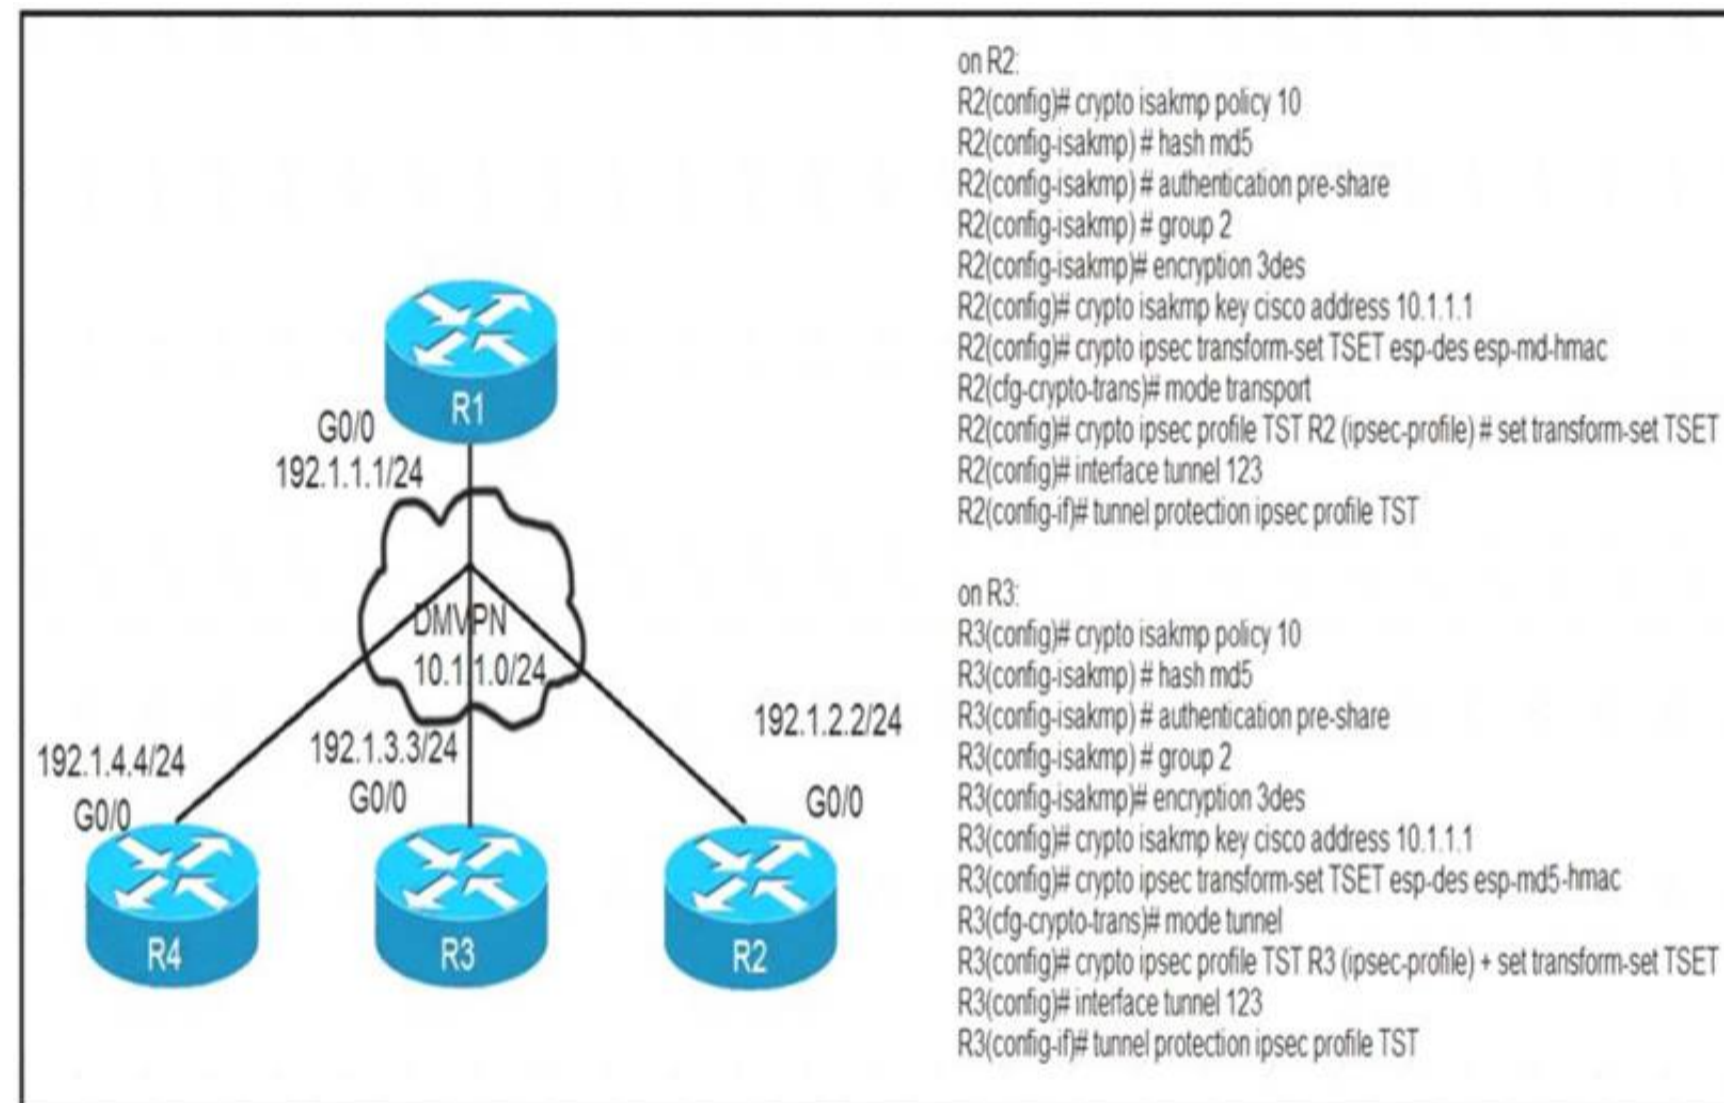 on R2:
R2(config)# crypto isakmp policy 10
R2(config-isakmp) # hash md5
R2(config-isakmp) # authentication pre-share
R2(config-isakmp) # group 2
R2(config-isakmp)# encryption 3des
R2(config)# crypto isakmp key cisco address 10.1.1.1
R2(config)# crypto ipsec transform-set TSET esp-des esp-md-hmac
R2(cfg-crypto-trans)# mode transport
R2(config)# crypto ipsec profile TST R2 (ipsec-profile) # set transform-set TSET
R2(config)# interface tunnel 123
R2(config-if)# tunnel protection ipsec profile TST
on R3:
R3(config)# crypto isakmp policy 10
R3(config-isakmp) # hash md5
R3(config-isakmp) # authentication pre-share
R3(config-isakmp) # group 2
R3(config-isakmp)# encryption 3des
R3(config)# crypto isakmp key cisco address 10.1.1.1
R3(config)# crypto ipsec transform-set TSET esp-des esp-md5-hmac
R3(cfg-crypto-trans)# mode tunnel
R3(config)# crypto ipsec profile TST R3 (ipsec-profile) + set transform-set TSET
R3(config)# interface tunnel 123
R3(config-if)# tunnel protection ipsec profile TST
R1
G0/0
192.1.1.1/24
DMVPN
10.1.1.0/24
192.1.4.4/24
G0/0
192.1.3.3/24
G0/0
192.1.2.2/24
G0/0
R4
R3
R2